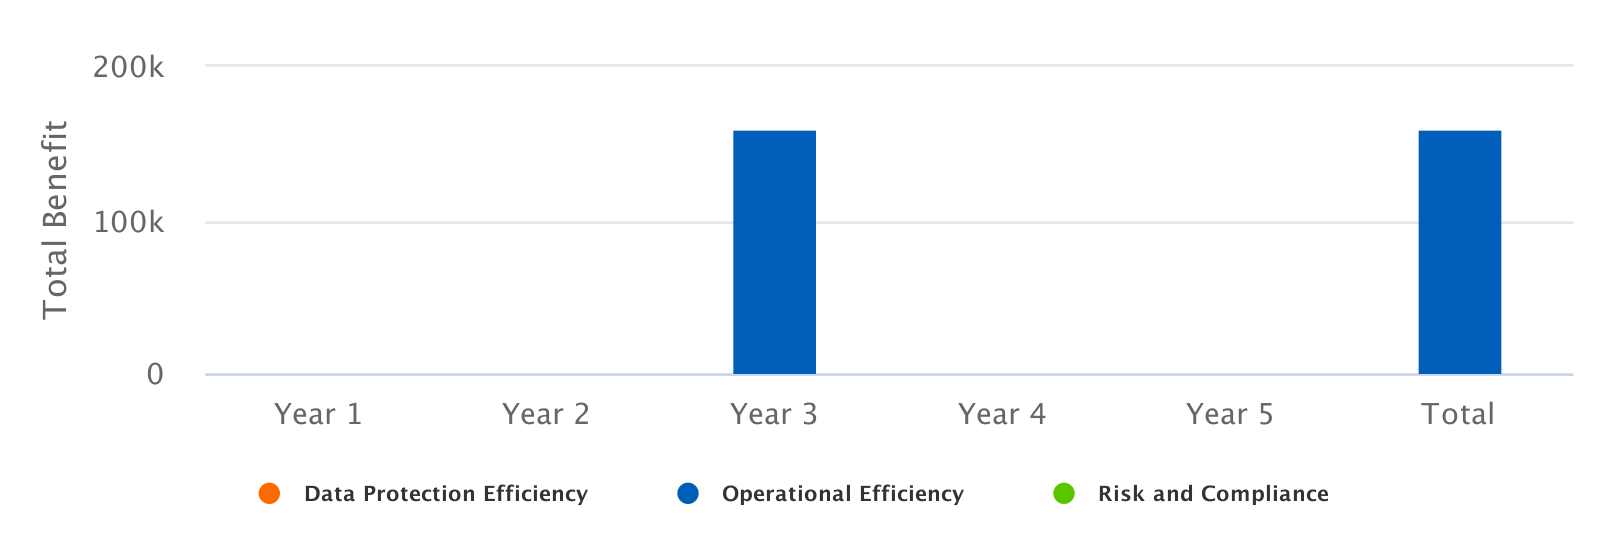 Total Benefit
200k
100k
0
Year 1 Year 2 Year 3 Year 4 Year 5 Total
Data Protection Efficiency Operational Efficiency Risk and Compliance